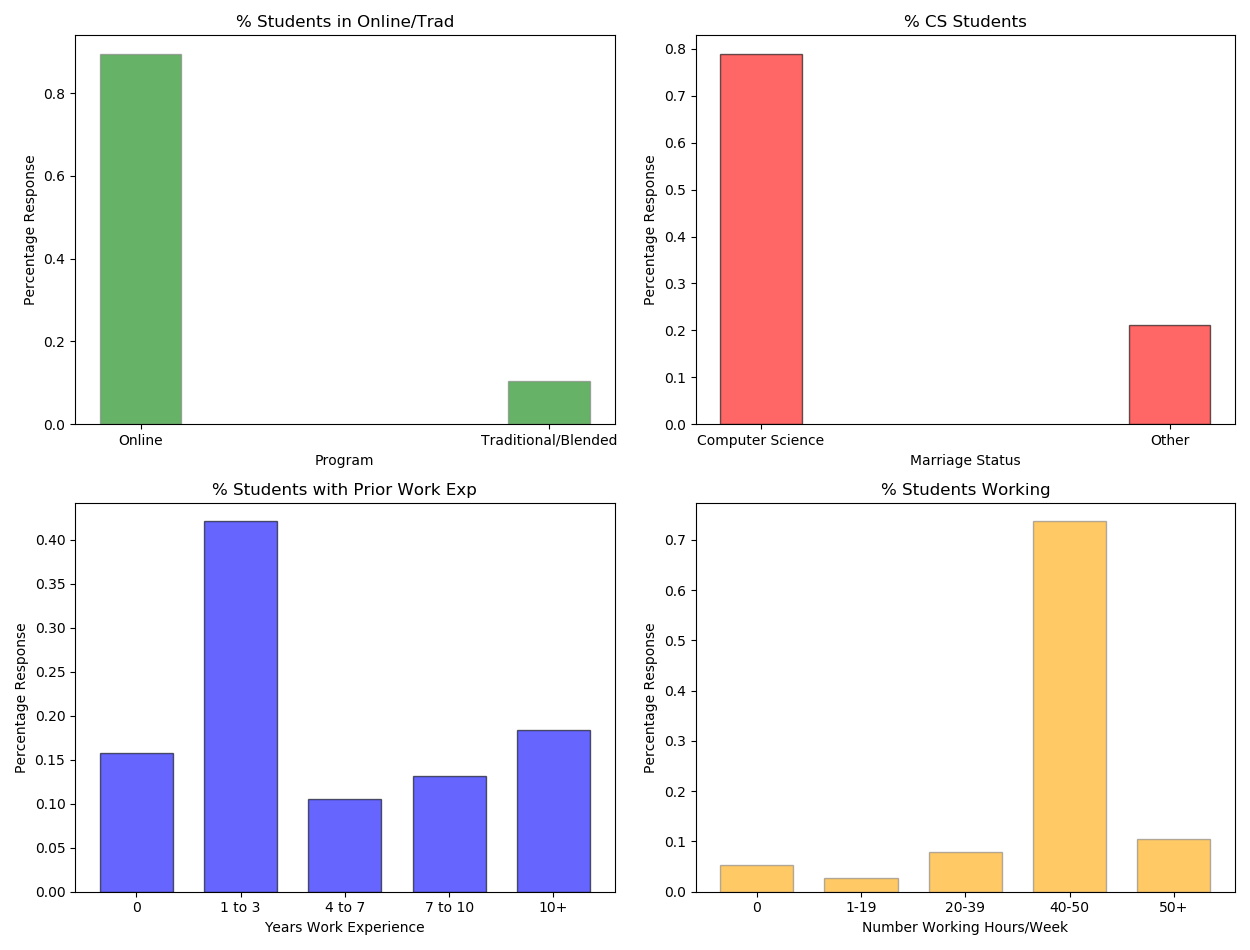 % Students in Online/Trad
Percentage Response
0.8
0.6
0.4
0.2
0.0
Online
Traditional/Blended
Program
% CS Students
Percentage Response
0.8
0.7
0.6
0.5
0.4
0.3
0.2
0.1
0.0
Computer Science
Other
Marriage Status
% Students with Prior Work Exp
Percentage Response
0.40
0.35
0.30
0.25
0.20
0.15
0.10
0.05
0.00
0
1 to 3
4 to 7
7 to 10
10+
Years Work Experience
% Students Working
Percentage Response
0.7
0.6
0.5
0.4
0.3
0.2
0.1
0.0
0
1-19
20-39
40-50
50+
Number Working Hours/Week